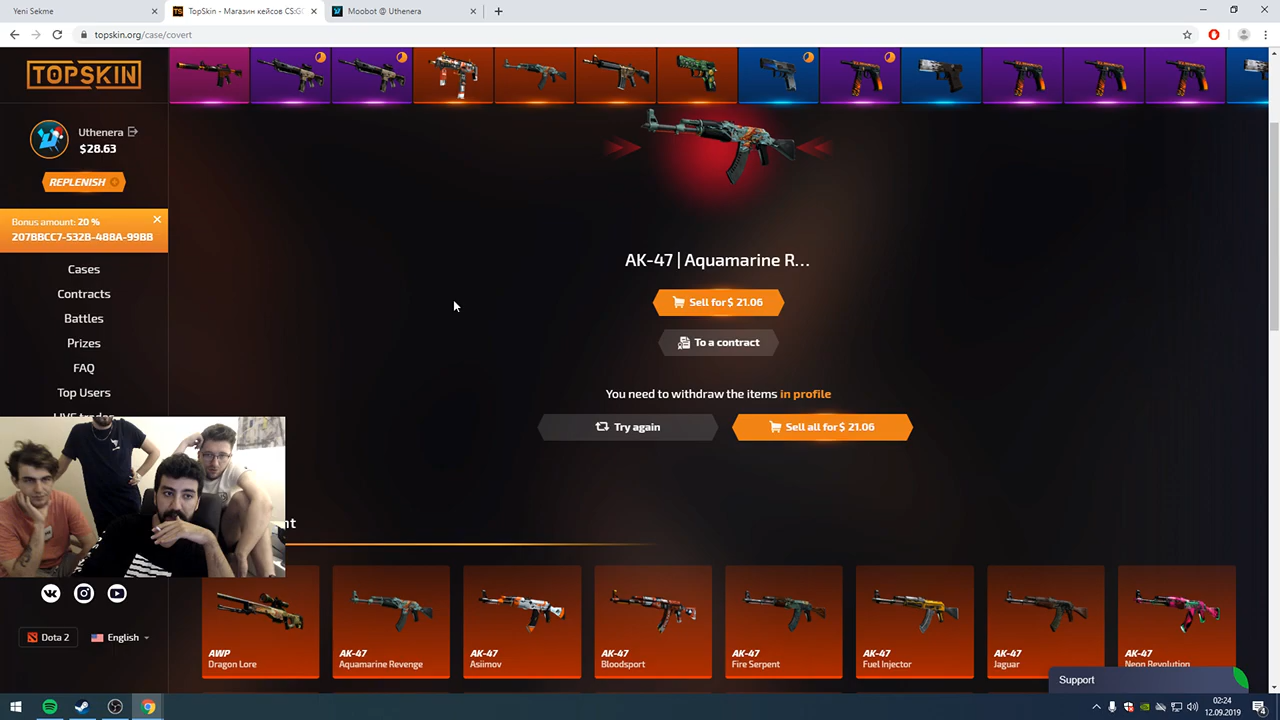 Yeni Sekme
TopSkin - Магазин кейсов CS:GO
Moobot @ Uthenera
topskin.org/case/covert
TOPSKIN
Uthenera
$28.63
REPLENISH
Bonus amount: 20 %
207BBCC7-532B-488A-99BB
Cases
Contracts
Battles
Prizes
FAQ
Top Users
LIVE trades
AK-47 | Aquamarine R...
Sell for $ 21.06
To a contract
You need to withdraw the items in profile
Try again
Sell all for $ 21.06
nt
AWP
Dragon Lore
AK-47
Aquamarine Revenge
AK-47
Asiimov
AK-47
Bloodsport
AK-47
Fire Serpent
AK-47
Fuel Injector
AK-47
Jaguar
AK-47
Neon Revolution
Dota 2
English
Support
02:24
12.09.2019
4